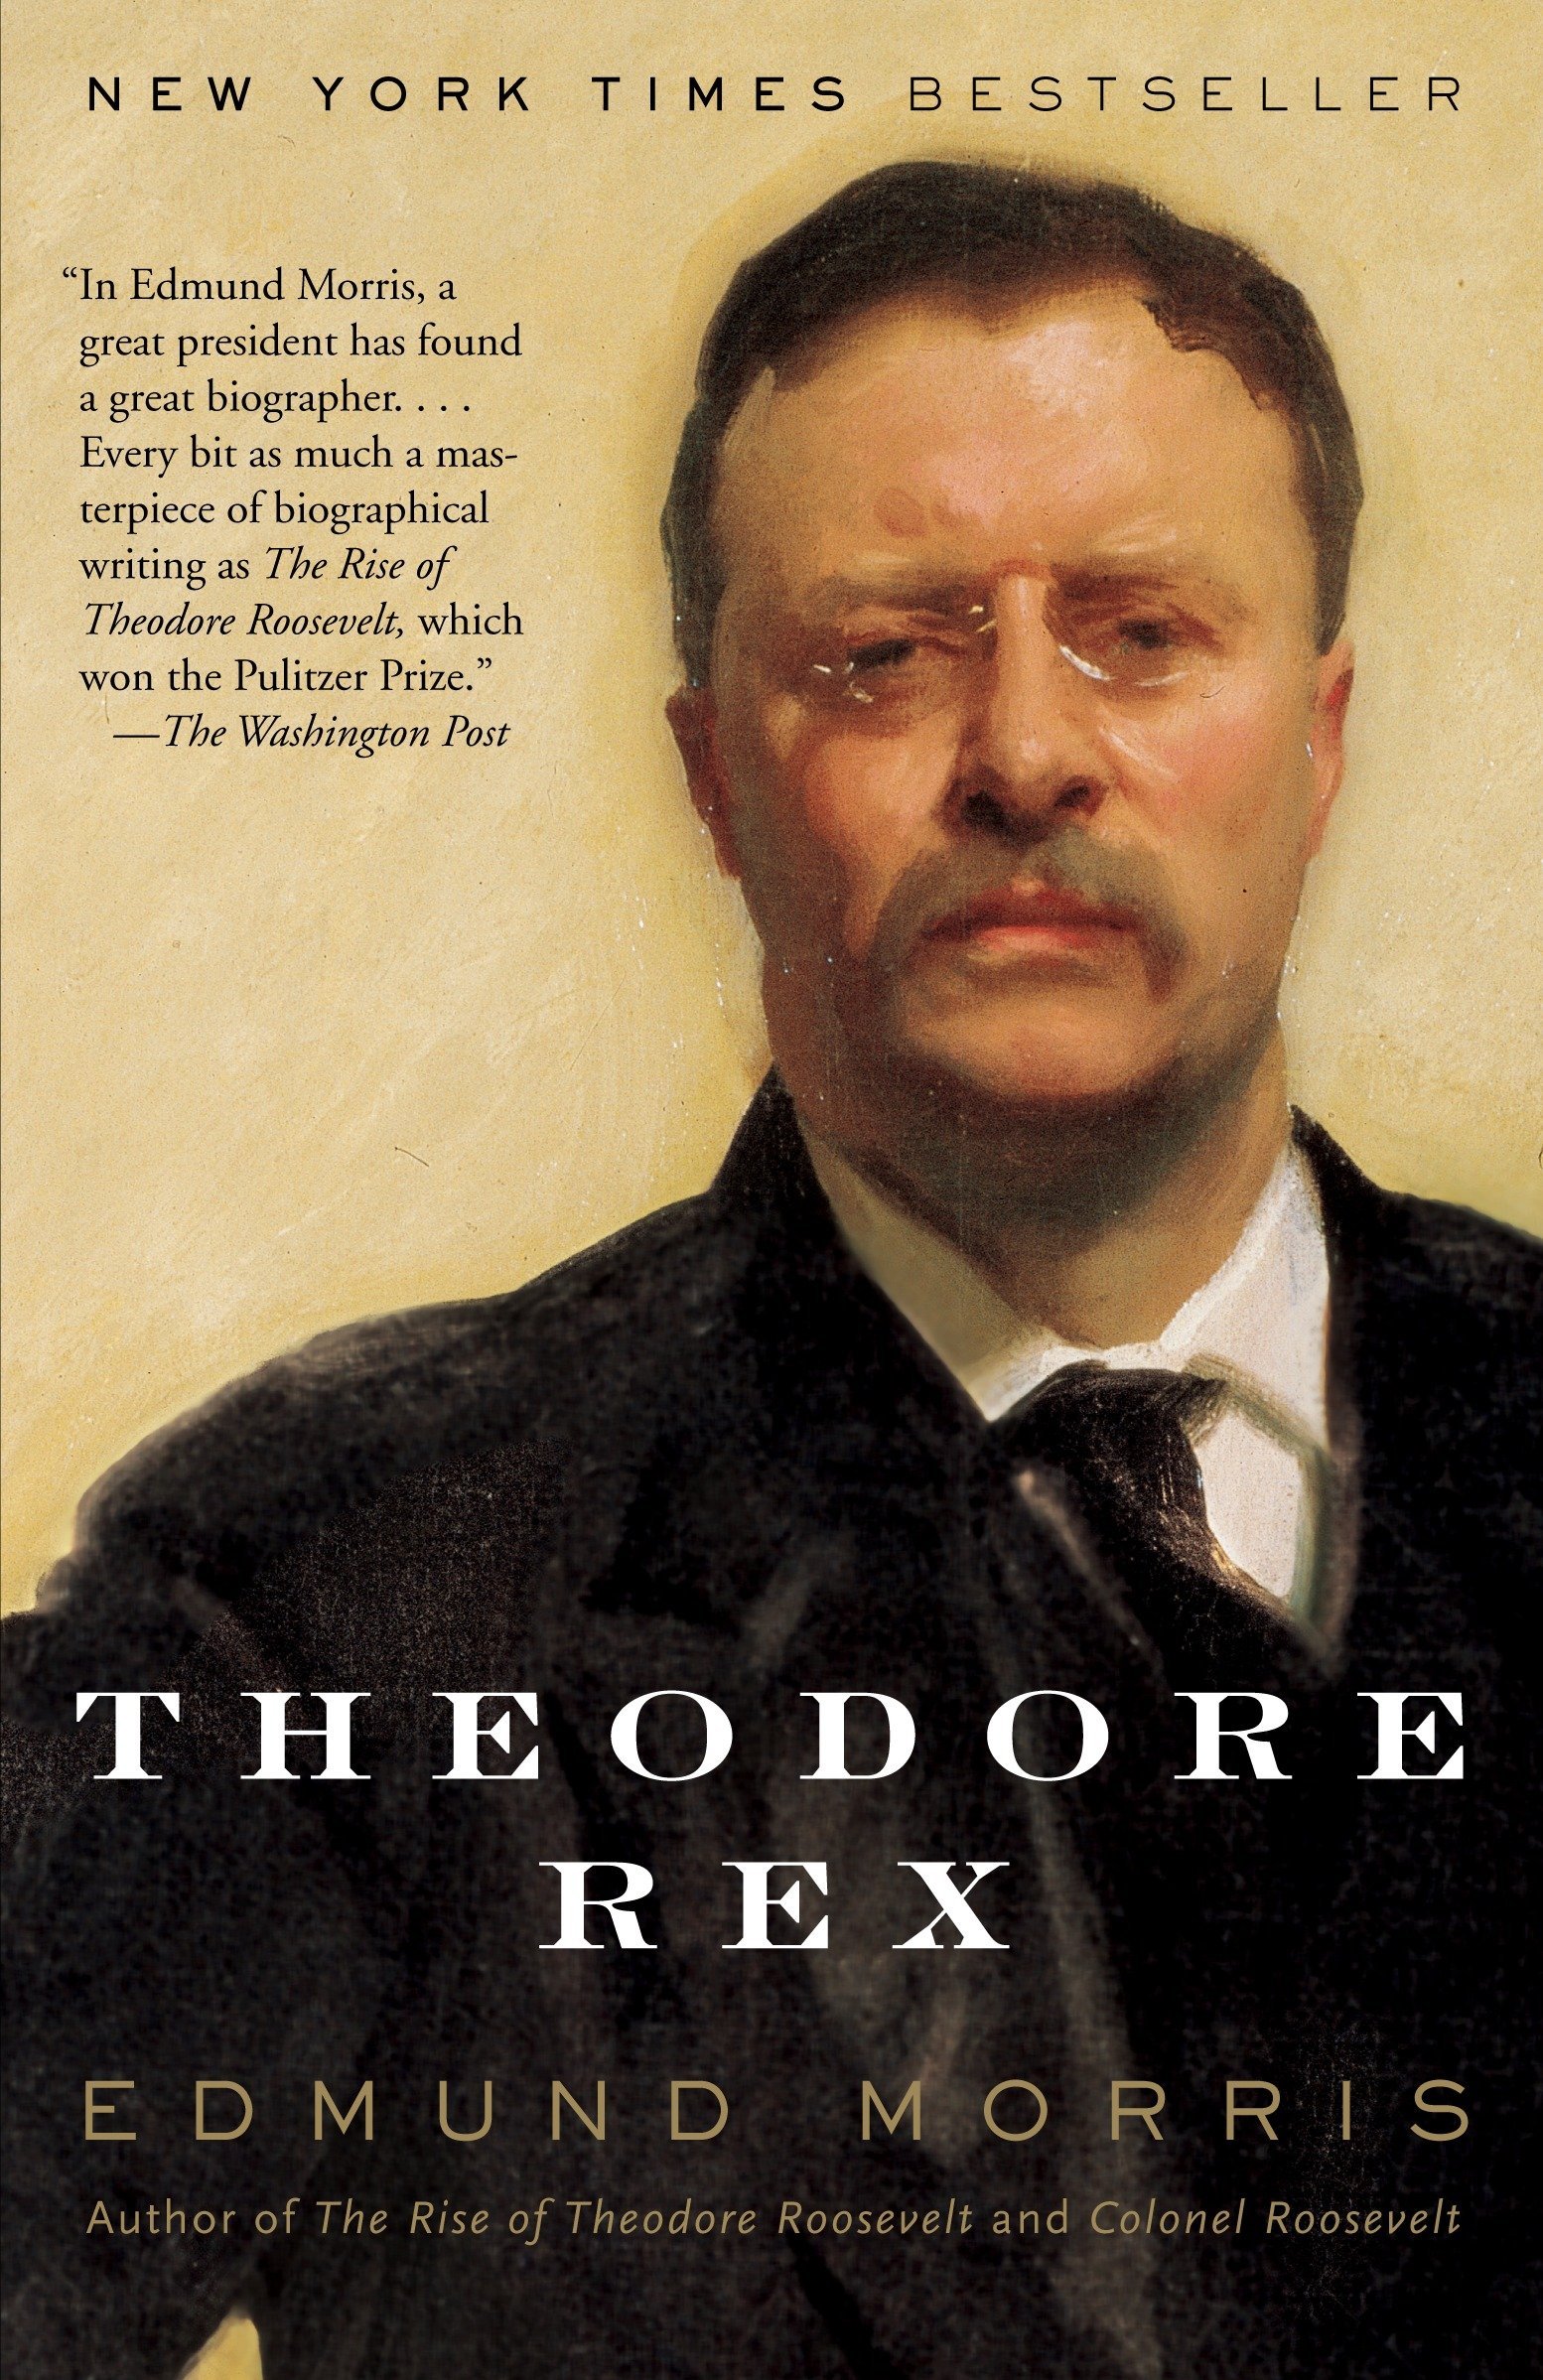 NEW YORK TIMES BESTSELLER
“In Edmund Morris, a
great president has found
a great biographer. . . .
Every bit as much a mas-
terpiece of biographical
writing as The Rise of
Theodore Roosevelt, which
won the Pulitzer Prize.”
—The Washington Post
THEODORE
REX
EDMUND MORRIS
Author of The Rise of Theodore Roosevelt and Colonel Roosevelt